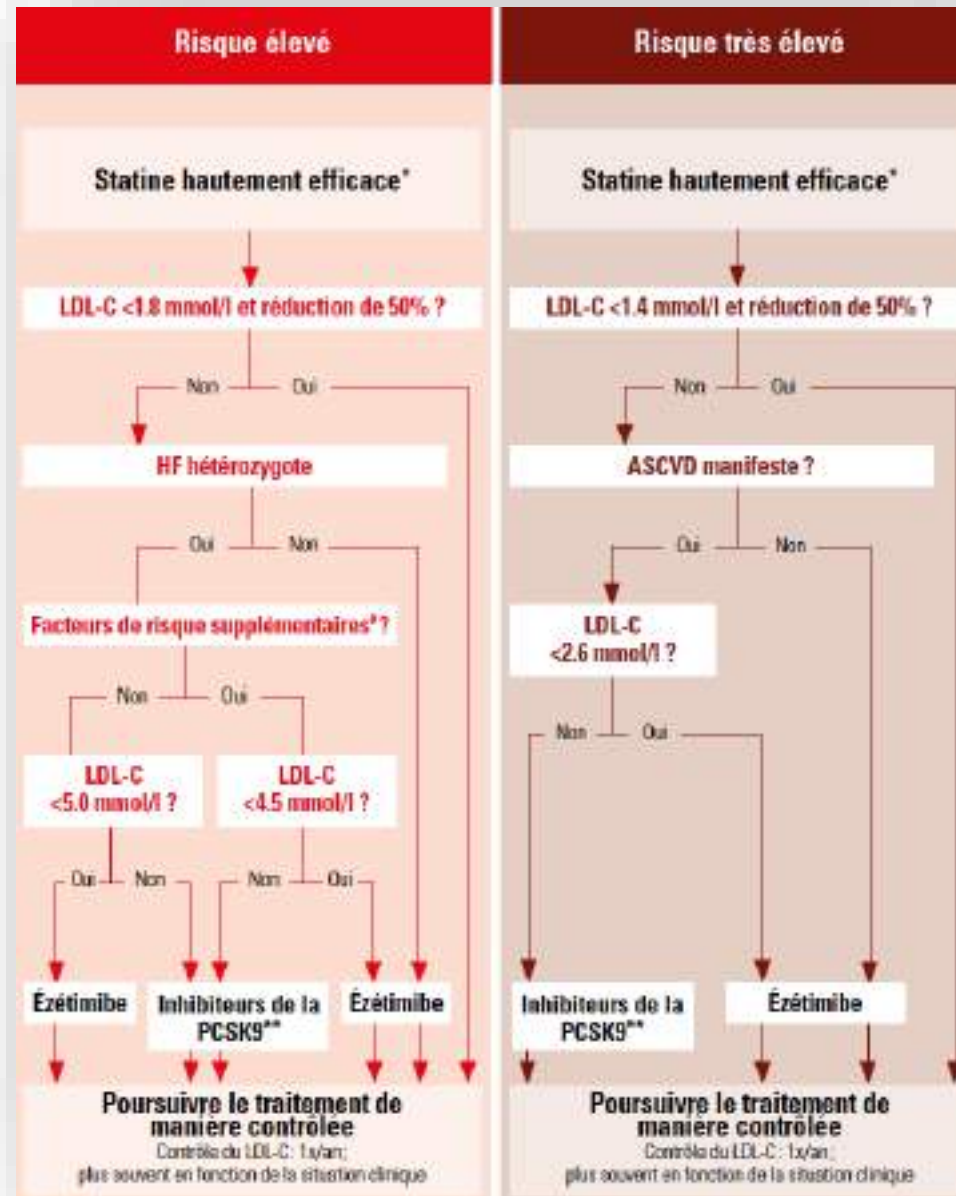 Risque élevé
Statine hautement efficace*
LDL-C <1.8 mmol/l et réduction de 50% ?
Non
Oui
HF hétérozygote
Oui
Non
Facteurs de risque supplémentaires#?
Non
Oui
LDL-C
<5.0 mmol/l ?
LDL-C
<4.5 mmol/l ?
Oui
Non
Non
Oui
Ézétimibe
Inhibiteurs de la
PCSK9**
Ézétimibe
Poursuivre le traitement de
manière contrôlée
Contrôle du LDL-C: 1x/an;
plus souvent en fonction de la situation clinique
Risque très élevé
Statine hautement efficace*
LDL-C <1.4 mmol/l et réduction de 50% ?
Non
Oui
ASCVD manifeste ?
Oui
Non
LDL-C
<2.6 mmol/l ?
Non
Oui
Inhibiteurs de la
PCSK9**
Ézétimibe
Poursuivre le traitement de
manière contrôlée
Contrôle du LDL-C: 1x/an;
plus souvent en fonction de la situation clinique